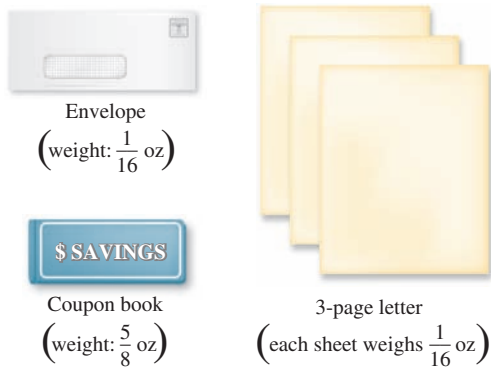 Envelope
(weight: 1/16 oz)
$ SAVINGS
Coupon book
(weight: 5/8 oz)
3-page letter
(each sheet weighs 1/16 oz)